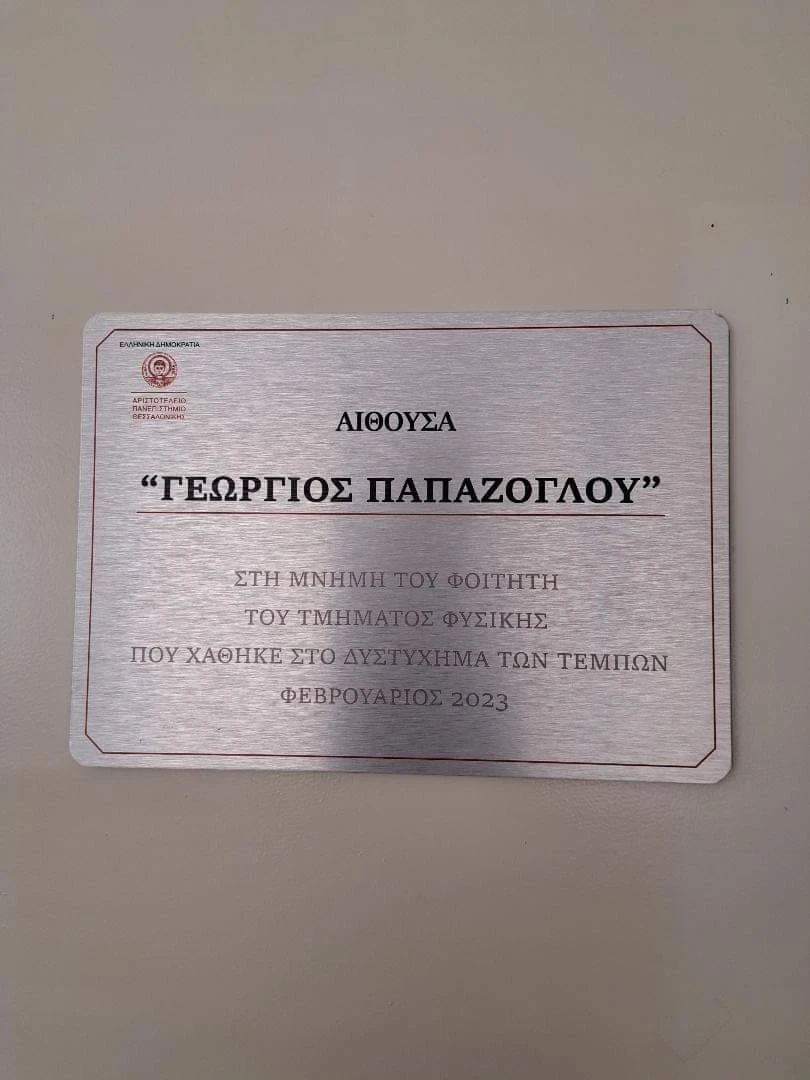 ΕΛΛΗΝΙΚΗ ΔΗΜΟΚΡΑΤΙΑ
ΑΡΙΣΤΟΤΕΛΕΙΟ
ΠΑΝΕΠΙΣΤΗΜΙΟ
ΘΕΣΣΑΛΟΝΙΚΗΣ
ΑΙΘΟΥΣΑ
“ΓΕΩΡΓΙΟΣ ΠΑΠΑΖΟΓΛΟΥ”
ΣΤΗ ΜΝΗΜΗ ΤΟΥ ΦΟΙΤΗΤΗ
ΤΟΥ ΤΜΗΜΑΤΟΣ ΦΥΣΙΚΗΣ
ΠΟΥ ΧΑΘΗΚΕ ΣΤΟ ΔΥΣΤΥΧΗΜΑ ΤΩΝ ΤΕΜΠΩΝ
ΦΕΒΡΟΥΑΡΙΟΣ 2023